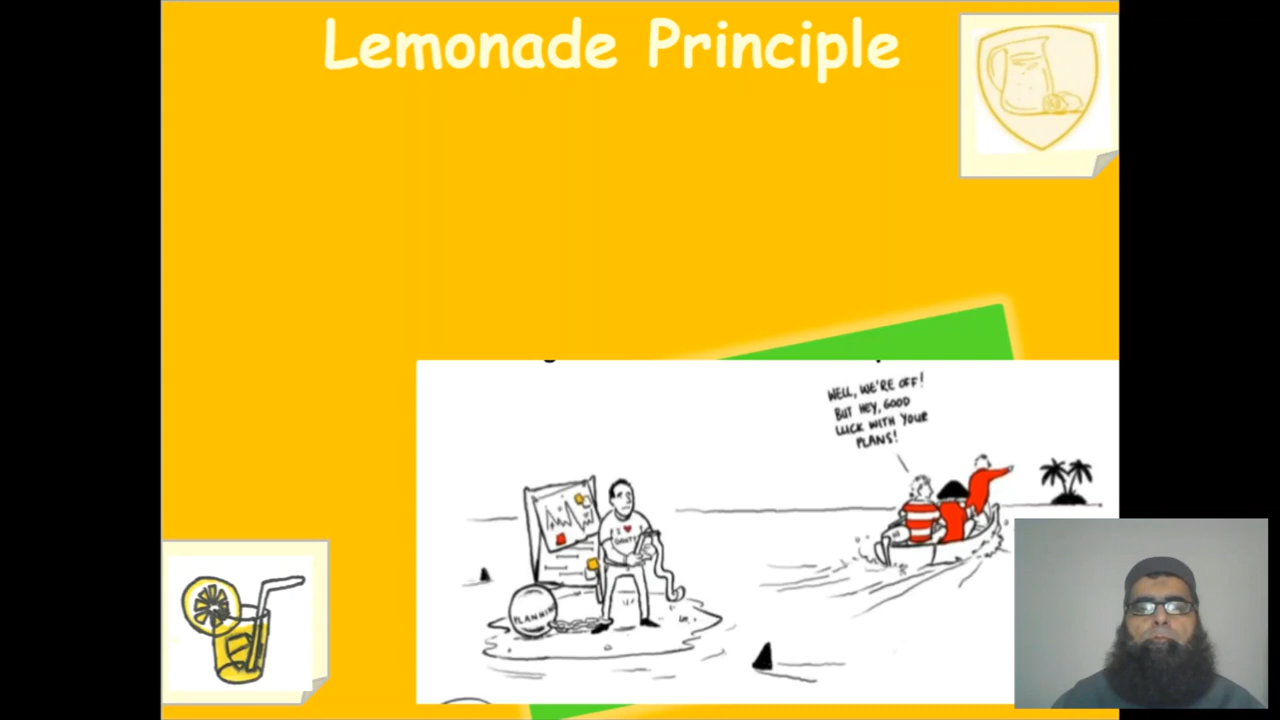 Lemonade Principle
WELL, WE'RE OFF!
BUT HEY, GOOD
LUCK WITH YOUR
PLANS!
I ♥
PLANNING